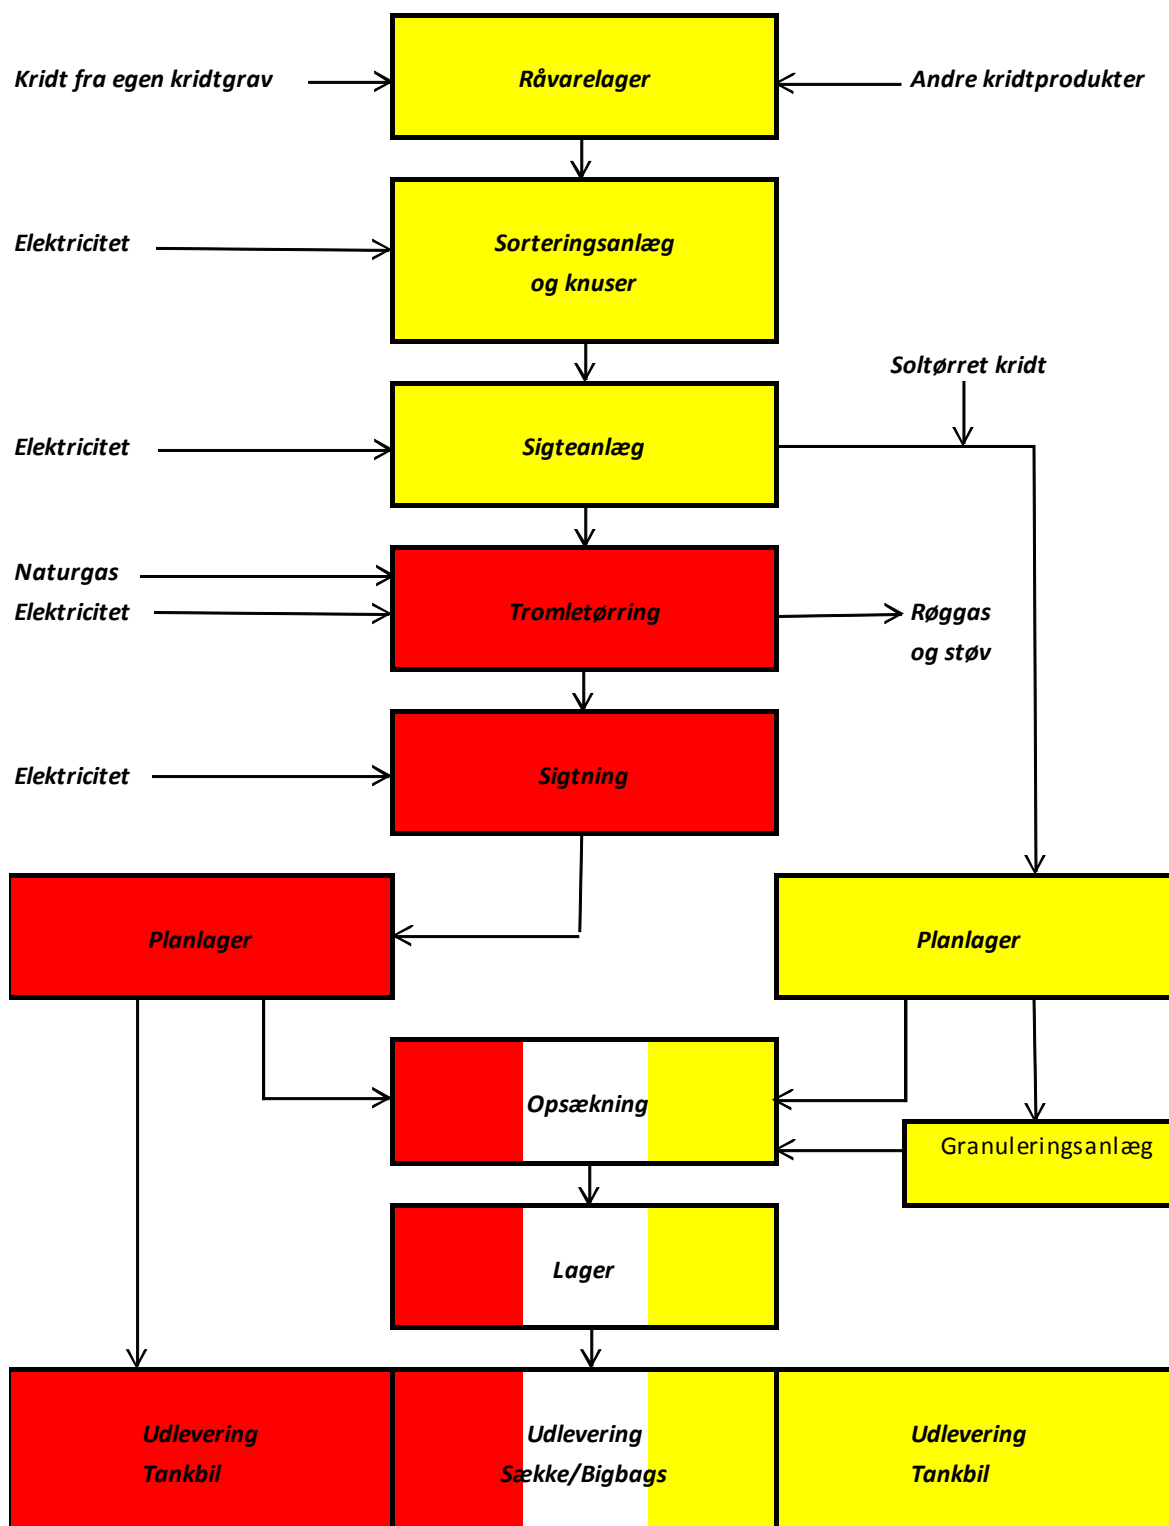 Kridt fra egen kridtgrav
Råvarelager
Andre kridtprodukter
Elektricitet
Sorteringsanlæg
og knuser
Soltørret kridt
Elektricitet
Sigteanlæg
Naturgas
Elektricitet
Tromletørring
Røggas
og støv
Elektricitet
Sigtning
Planlager
Planlager
Opsækning
Granuleringsanlæg
Lager
Udlevering
Tankbil
Udlevering
Sække/Bigbags
Udlevering
Tankbil